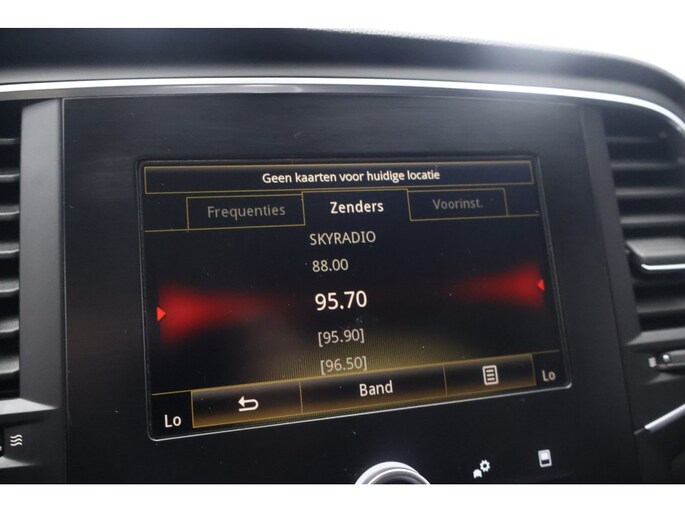 Geen kaarten voor huidige locatie
Frequenties Zenders Voorinst.
SKYRADIO
88.00
95.70
[95.90]
[96.50]
Lo Band Lo